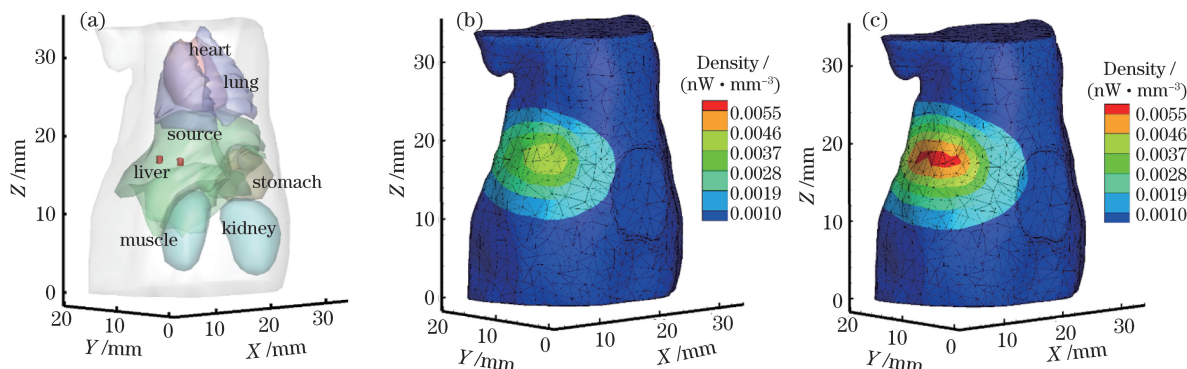 (a)
heart
lung
source
liver
stomach
muscle
kidney
Z /mm
30
20
10
0
20
10
0
10
20
30
Y /mm
X /mm
(b)
Density /
(nW • mm⁻³)
0.0055
0.0046
0.0037
0.0028
0.0019
0.0010
Z /mm
30
20
10
0
20
10
0
10
20
30
Y /mm
X /mm
(c)
Density /
(nW • mm⁻³)
0.0055
0.0046
0.0037
0.0028
0.0019
0.0010
Z /mm
30
20
10
0
20
10
0
10
20
30
Y /mm
X /mm